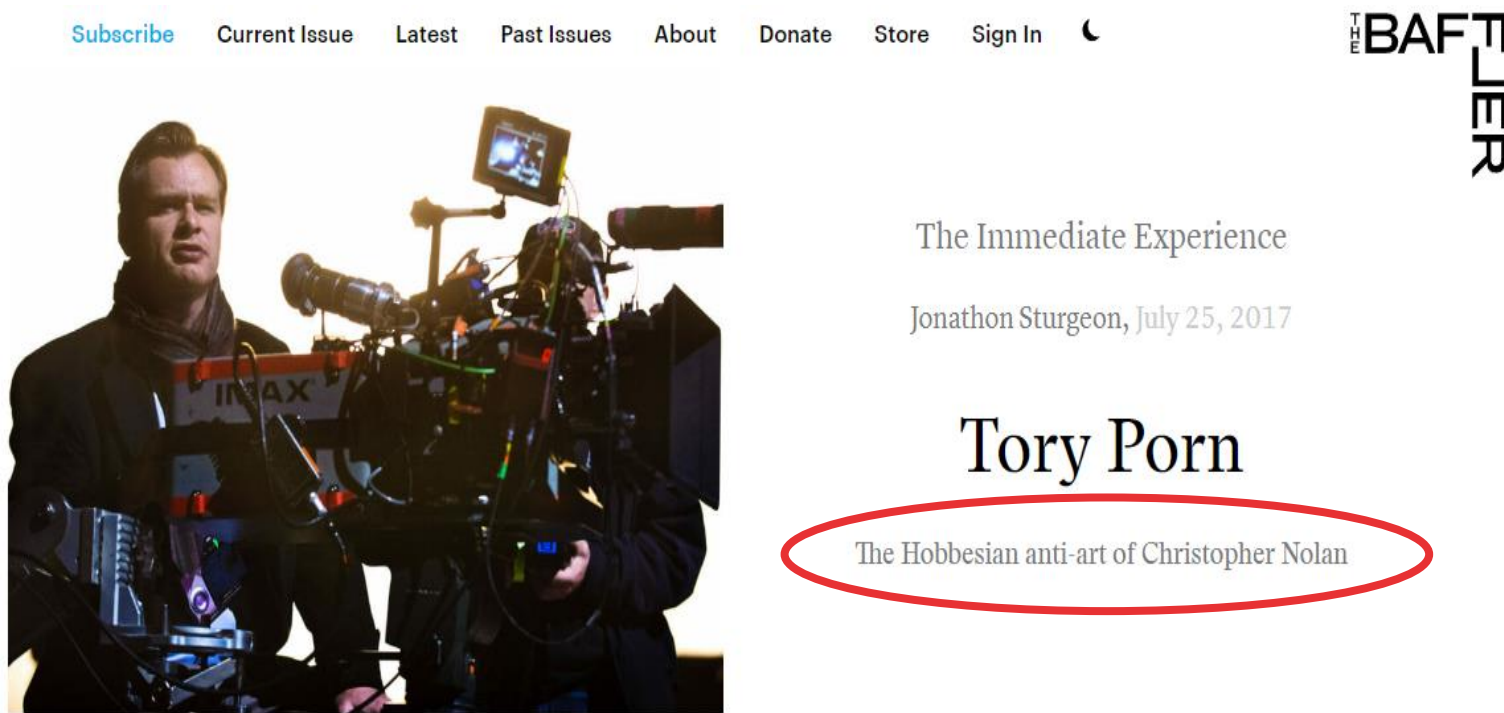 Subscribe Current Issue Latest Past Issues About Donate Store Sign In
THE BAFFLER
IMAX
The Immediate Experience
Jonathon Sturgeon, July 25, 2017
Tory Porn
The Hobbesian anti-art of Christopher Nolan